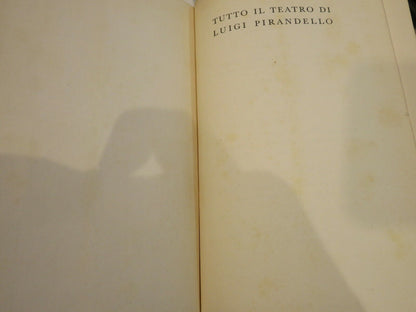 TUTTO IL TEATRO DI
LUIGI PIRANDELLO